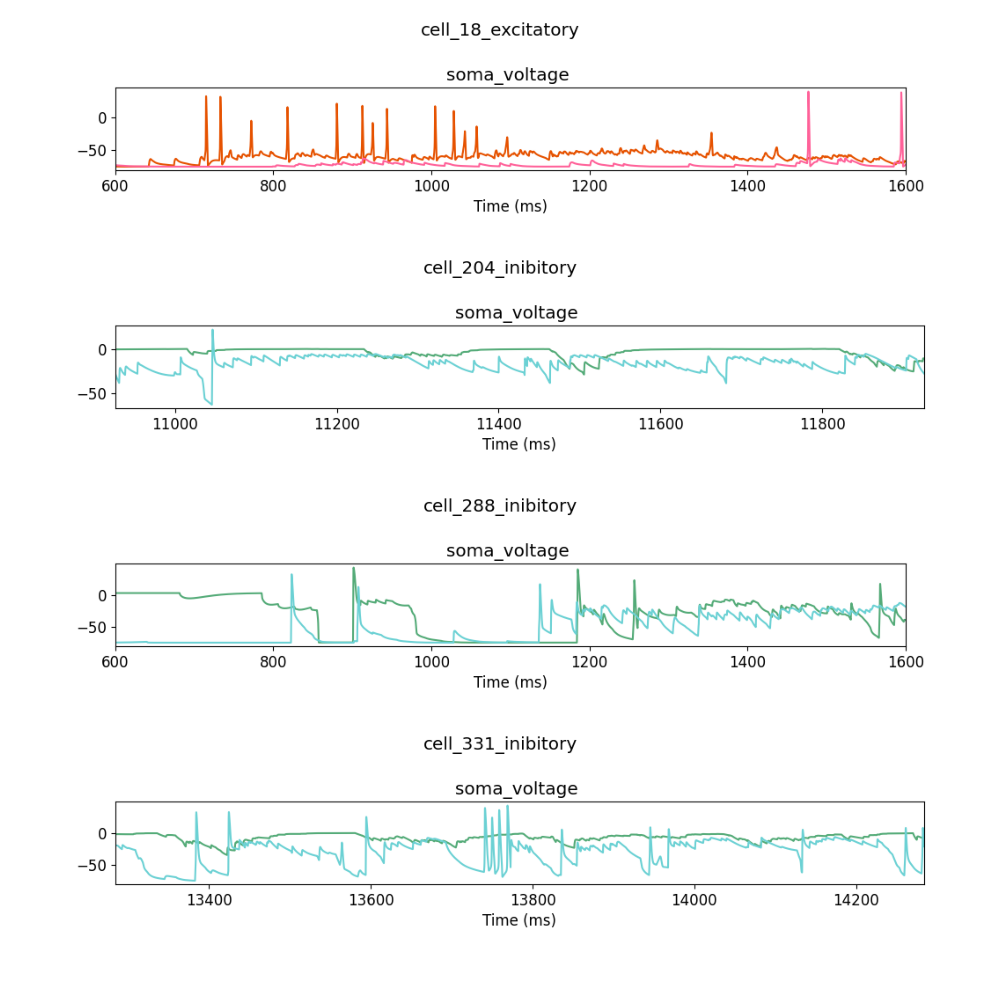 cell_18_excitatory
soma_voltage
0
−50
600 800 1000 1200 1400 1600
Time (ms)
cell_204_inibitory
soma_voltage
0
−50
11000 11200 11400 11600 11800
Time (ms)
cell_288_inibitory
soma_voltage
0
−50
600 800 1000 1200 1400 1600
Time (ms)
cell_331_inibitory
soma_voltage
0
−50
13400 13600 13800 14000 14200
Time (ms)